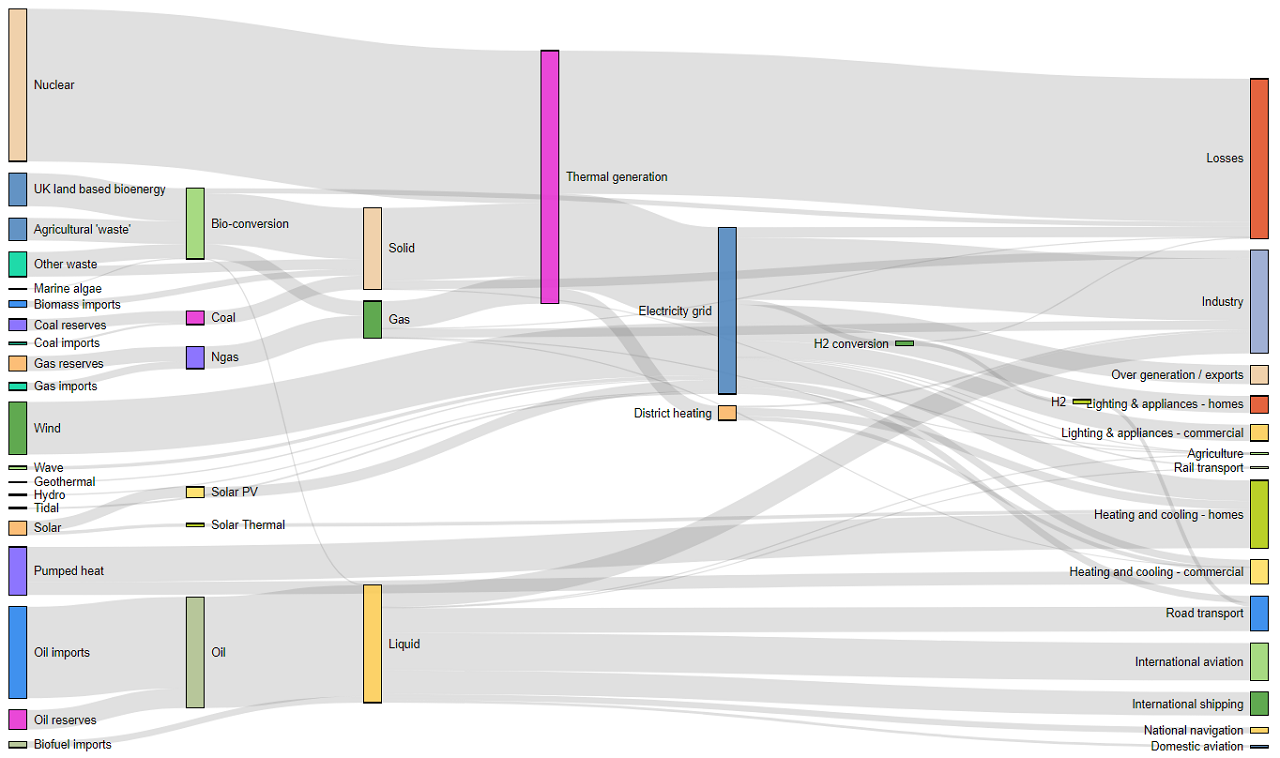 Nuclear
UK land based bioenergy
Agricultural 'waste'
Other waste
Marine algae
Biomass imports
Coal reserves
Coal imports
Gas reserves
Gas imports
Wind
Wave
Geothermal
Hydro
Tidal
Solar
Pumped heat
Oil imports
Oil reserves
Biofuel imports
Bio-conversion
Coal
Ngas
Solar PV
Solar Thermal
Oil
Solid
Gas
Liquid
Thermal generation
Electricity grid
District heating
H2 conversion
H2
Losses
Industry
Over generation / exports
Lighting & appliances - homes
Lighting & appliances - commercial
Agriculture
Rail transport
Heating and cooling - homes
Heating and cooling - commercial
Road transport
International aviation
International shipping
National navigation
Domestic aviation